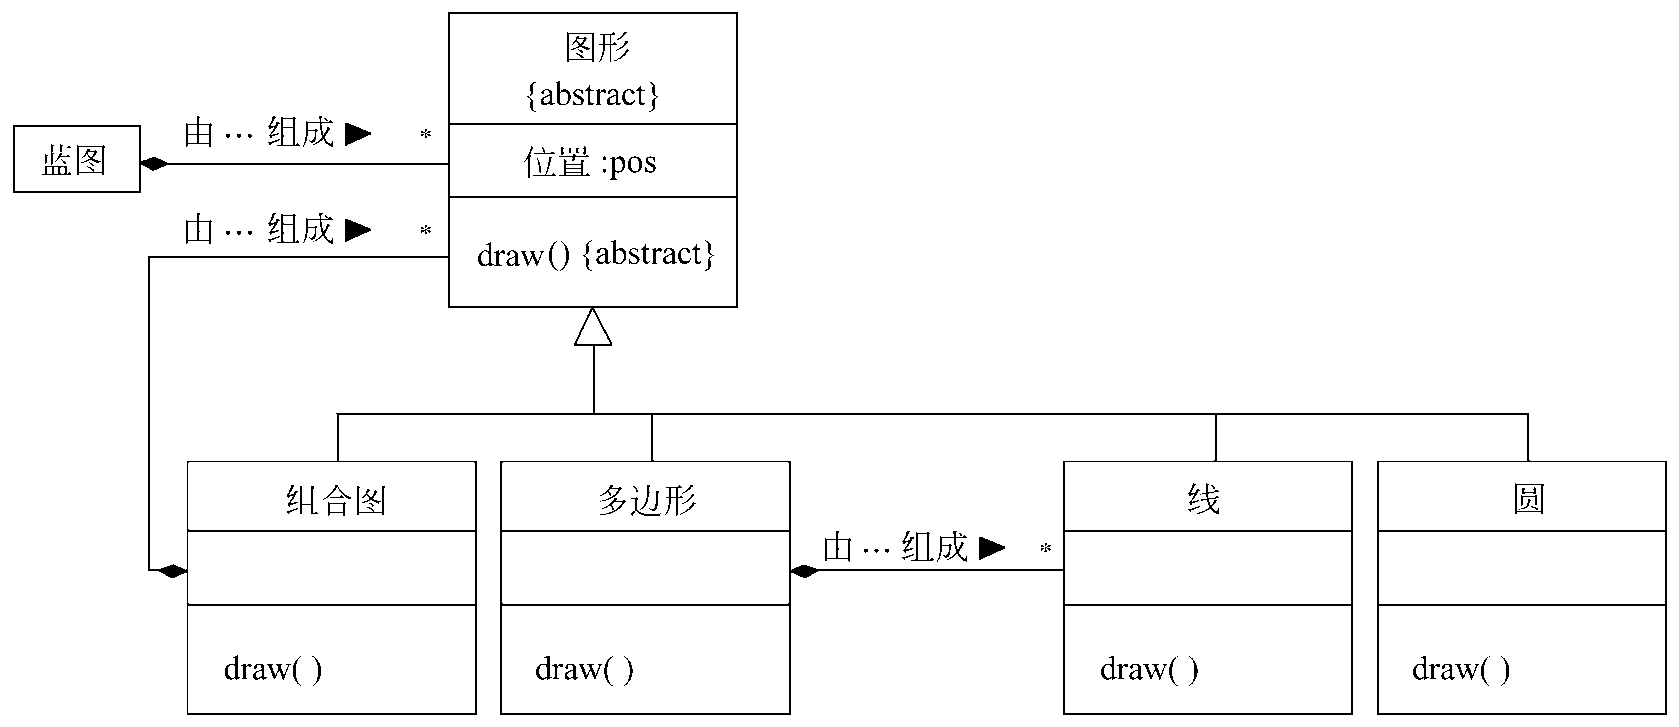 图形
{abstract}
位置 :pos
draw() {abstract}
由 … 组成 ▶ *
蓝图
由 … 组成 ▶ *
组合图
draw( )
多边形
draw( )
由 … 组成 ▶ *
线
draw( )
圆
draw( )